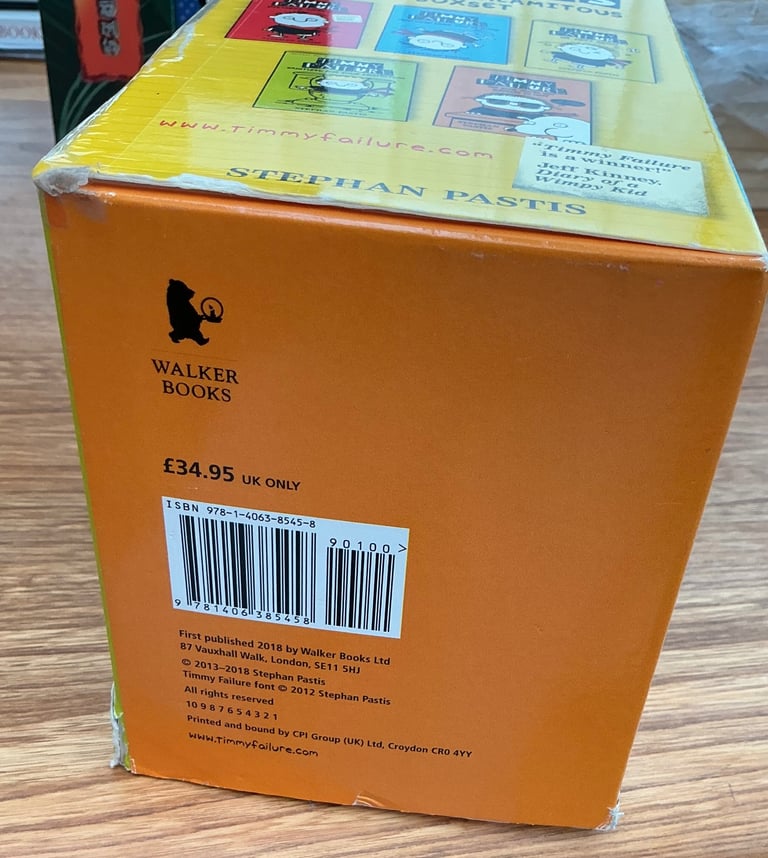 BOOK
BOXSET
www.Timmyfailure.com
STEPHAN PASTIS
"Timmy Failure
is a winner!"
Jeff Kinney,
Diary of a
Wimpy Kid
WALKER
BOOKS
£34.95 UK ONLY
ISBN 978-1-4063-8545-8
90100>
9 781406 385458
First published 2018 by Walker Books Ltd
87 Vauxhall Walk, London, SE11 5HJ
© 2013–2018 Stephan Pastis
Timmy Failure font © 2012 Stephan Pastis
All rights reserved
10 9 8 7 6 5 4 3 2 1
Printed and bound by CPI Group (UK) Ltd, Croydon CR0 4YY
www.Timmyfailure.com